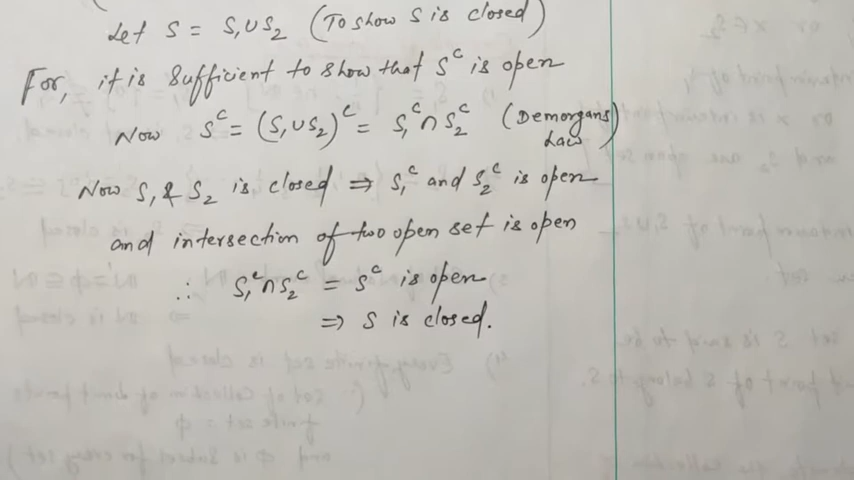 Let S = S₁∪S₂ (To show S is closed)
For, it is sufficient to show that Sᶜ is open
Now Sᶜ = (S₁∪S₂)ᶜ = S₁ᶜ∩S₂ᶜ (Demorgans Law)
Now S₁ & S₂ is closed ⇒ S₁ᶜ and S₂ᶜ is open
and intersection of two open set is open
∴ S₁ᶜ∩S₂ᶜ = Sᶜ is open
⇒ S is closed.